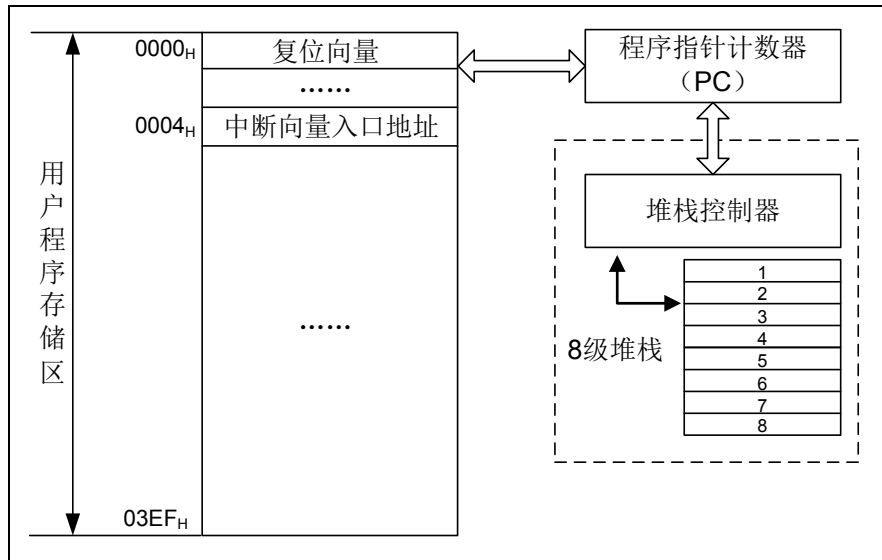 0000H
复位向量
……
0004H
中断向量入口地址
……
03EFH
用户程序存储区
程序指针计数器
（PC）
堆栈控制器
8级堆栈
1
2
3
4
5
6
7
8